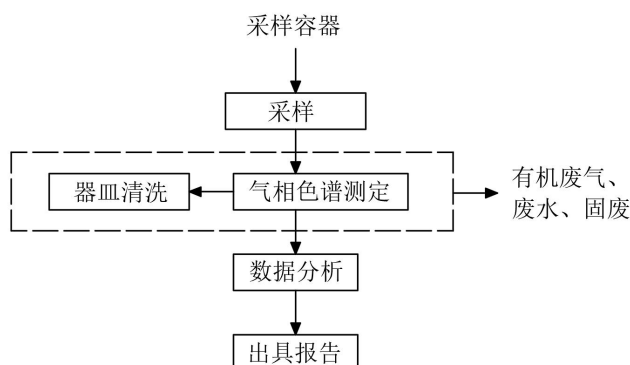 采样容器
采样
器皿清洗
气相色谱测定
有机废气、
废水、固废
数据分析
出具报告